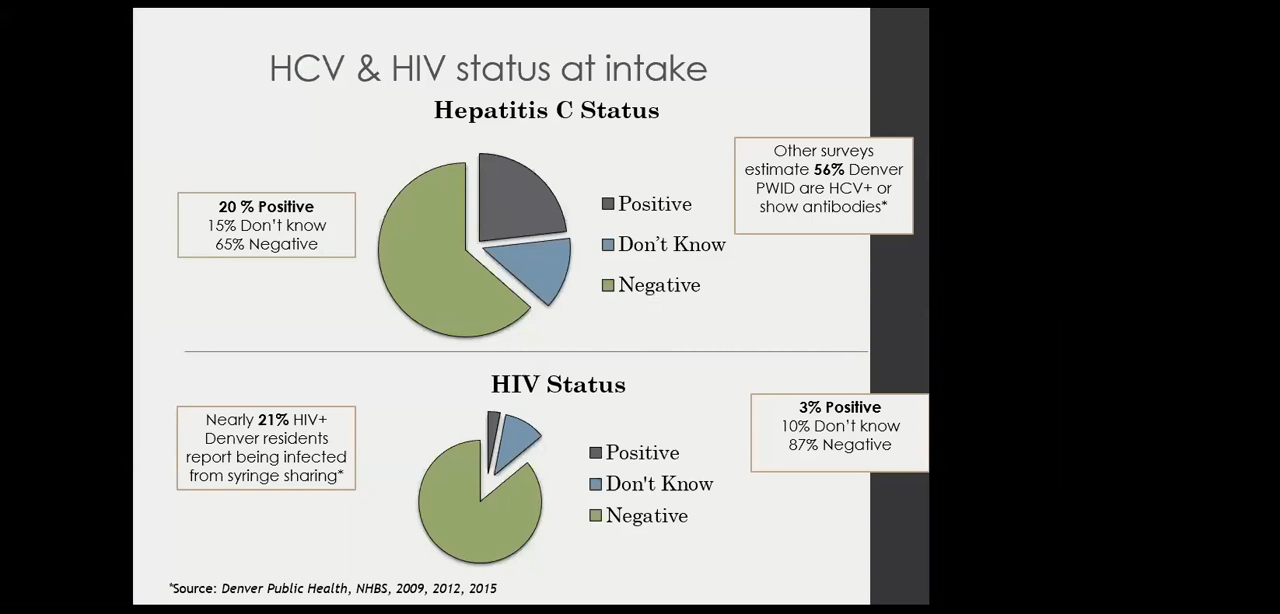 HCV & HIV status at intake
Hepatitis C Status
20 % Positive
15% Don’t know
65% Negative
Positive
Don’t Know
Negative
Other surveys
estimate 56% Denver
PWID are HCV+ or
show antibodies*
HIV Status
Nearly 21% HIV+
Denver residents
report being infected
from syringe sharing*
Positive
Don't Know
Negative
3% Positive
10% Don’t know
87% Negative
*Source: Denver Public Health, NHBS, 2009, 2012, 2015